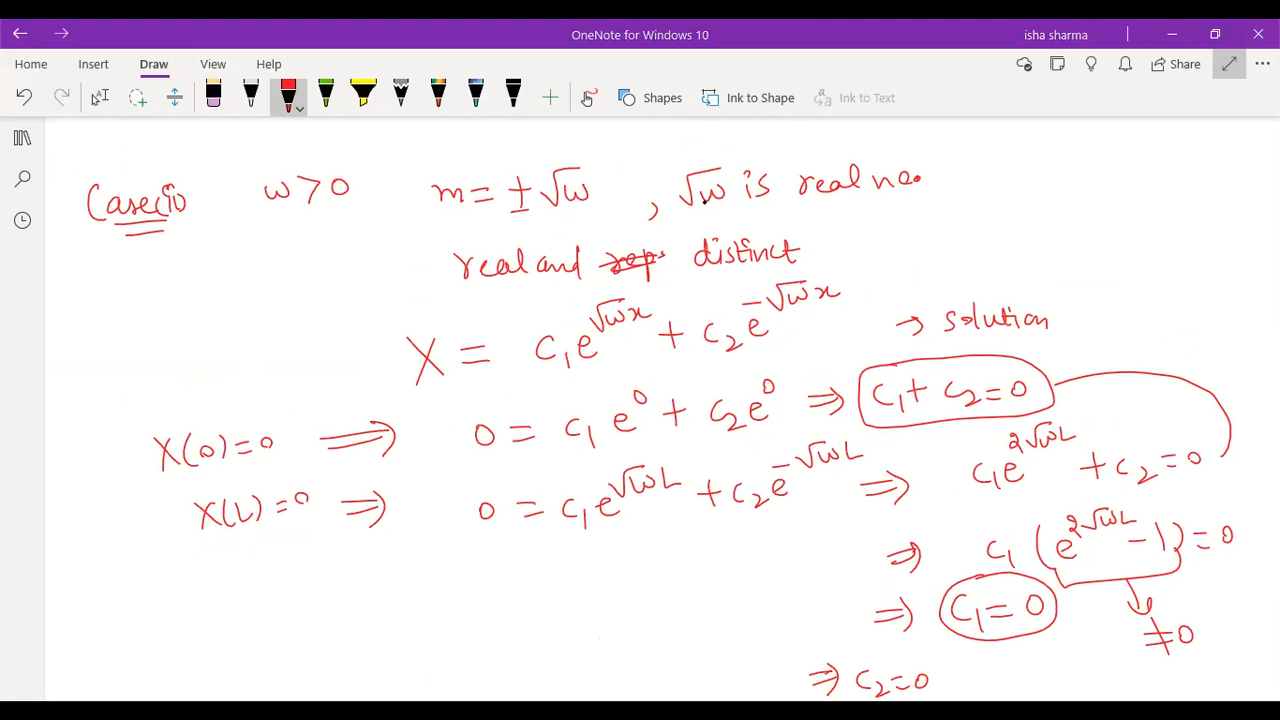 OneNote for Windows 10
isha sharma
Home Insert Draw View Help
Share
Shapes
Ink to Shape
Ink to Text
Case(ii) w > 0 m = ± √w , √w is real no.
real and rep. distinct
X = c₁e^{√w x} + c₂e^{-√w x} → solution
X(0) = 0 ⇒ 0 = c₁e⁰ + c₂e⁰ ⇒ c₁ + c₂ = 0
X(L) = 0 ⇒ 0 = c₁e^{√w L} + c₂e^{-√w L} ⇒ c₁e^{2√w L} + c₂ = 0
⇒ c₁ (e^{2√w L} - 1) = 0
⇒ c₁ = 0
≠ 0
⇒ c₂ = 0